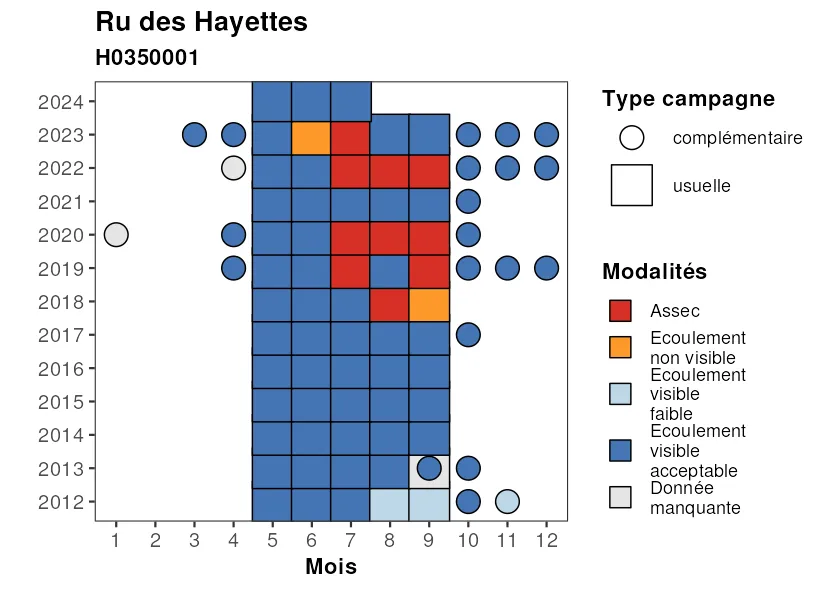 Ru des Hayettes
H0350001
2024
2023
2022
2021
2020
2019
2018
2017
2016
2015
2014
2013
2012
1 2 3 4 5 6 7 8 9 10 11 12
Mois
Type campagne
complémentaire
usuelle
Modalités
Assec
Ecoulement
non visible
Ecoulement
visible
faible
Ecoulement
visible
acceptable
Donnée
manquante